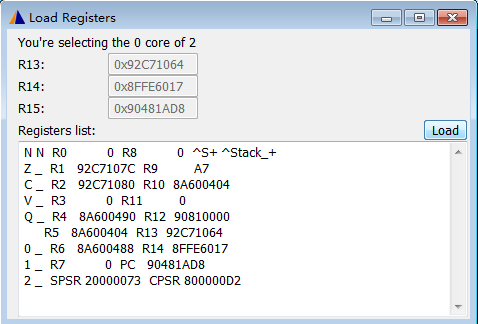 Load Registers
You're selecting the 0 core of 2
R13: 0x92C71064
R14: 0x8FFE6017
R15: 0x90481AD8
Registers list: Load
N N R0 0 R8 0 ^S+ ^Stack_+
Z _ R1 92C7107C R9 A7
C _ R2 92C71080 R10 8A600404
V _ R3 0 R11 0
Q _ R4 8A600490 R12 90810000
R5 8A600404 R13 92C71064
0 _ R6 8A600488 R14 8FFE6017
1 _ R7 0 PC 90481AD8
2 _ SPSR 20000073 CPSR 800000D2